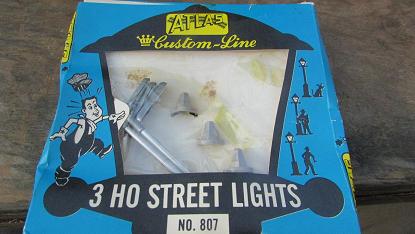 ATLAS
Custom-Line
3 HO STREET LIGHTS
NO. 807